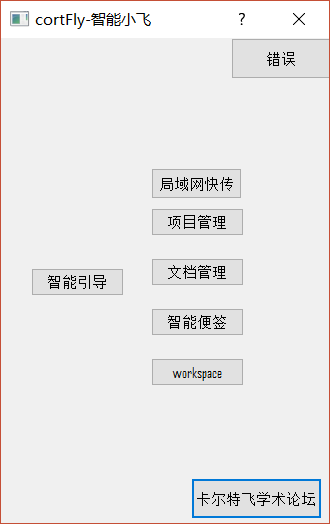 cortFly-智能小飞
?
错误
局域网快传
项目管理
文档管理
智能引导
智能便签
workspace
卡尔特飞学术论坛